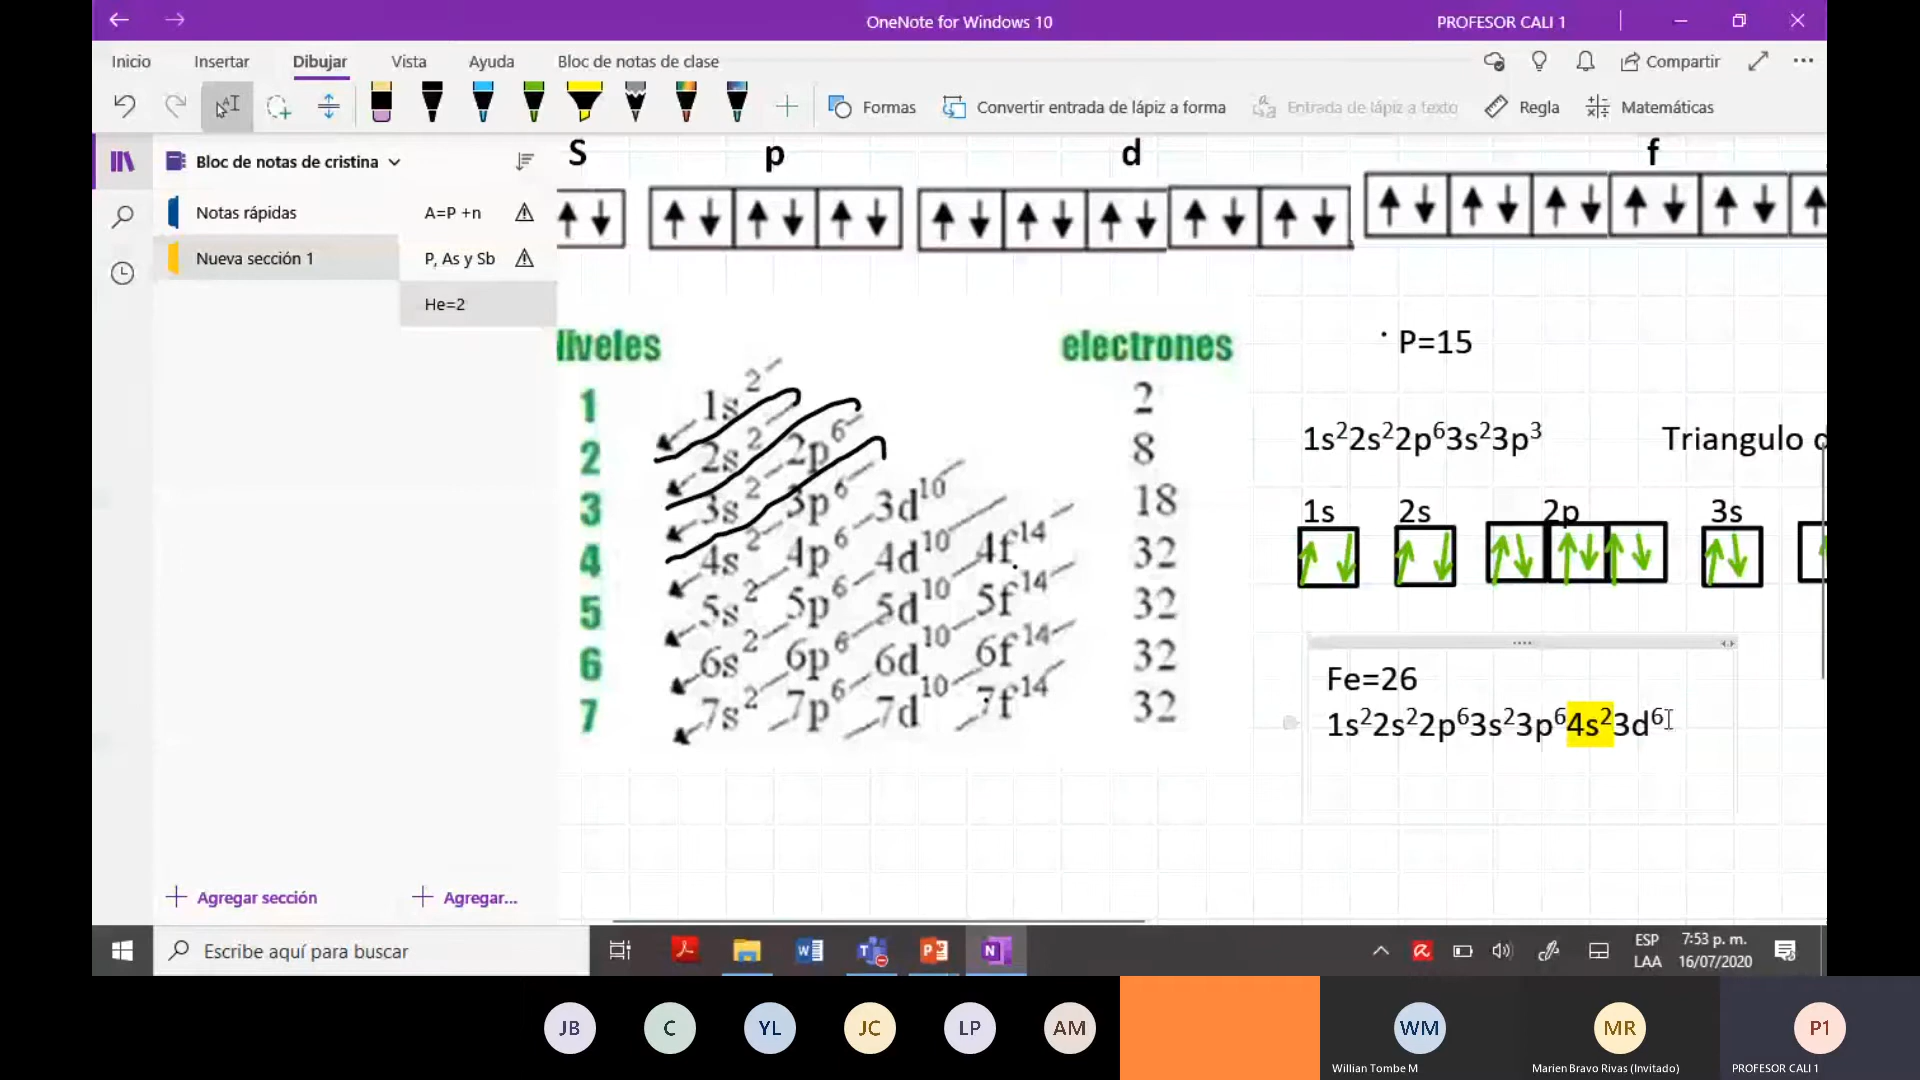 OneNote for Windows 10
PROFESOR CALI 1
Inicio Insertar Dibujar Vista Ayuda Bloc de notas de clase
Compartir
Formas Convertir entrada de lápiz a forma Entrada de lápiz a texto Regla Matemáticas
Bloc de notas de cristina
Notas rápidas
Nueva sección 1
A=P +n
P, As y Sb
He=2
S p d f
Niveles electrones
1 1s² 2
2 2s² 2p⁶ 8
3 3s² 3p⁶ 3d¹⁰ 18
4 4s² 4p⁶ 4d¹⁰ 4f¹⁴ 32
5 5s² 5p⁶ 5d¹⁰ 5f¹⁴ 32
6 6s² 6p⁶ 6d¹⁰ 6f¹⁴ 32
7 7s² 7p⁶ 7d¹⁰ 7f¹⁴ 32
P=15
1s²2s²2p⁶3s²3p³ Triangulo
1s 2s 2p 3s
Fe=26
1s²2s²2p⁶3s²3p⁶4s²3d⁶
Agregar sección
Agregar...
Escribe aquí para buscar
ESP
LAA
7:53 p. m.
16/07/2020
JB C YL JC LP AM WM MR P1
Willian Tombe M
Marien Bravo Rivas (Invitado)
PROFESOR CALI 1